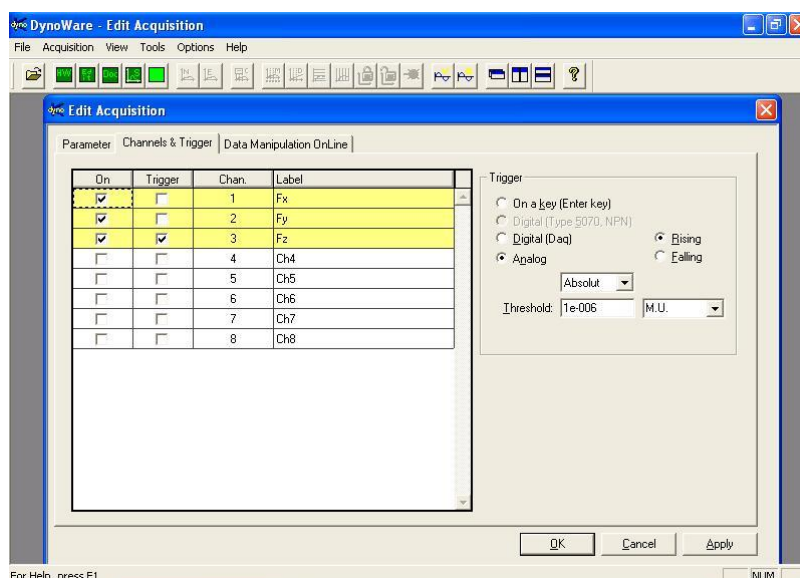 DynoWare - Edit Acquisition
File Acquisition View Tools Options Help
Edit Acquisition
Parameter Channels & Trigger Data Manipulation OnLine
On Trigger Chan. Label
1 Fx
2 Fy
3 Fz
4 Ch4
5 Ch5
6 Ch6
7 Ch7
8 Ch8
Trigger
On a key (Enter key)
Digital (Type 5070, NPN)
Digital (Daq) Rising
Analog Falling
Absolut
Threshold: 1e-006 M.U.
OK Cancel Apply
For Help, press F1 NUM